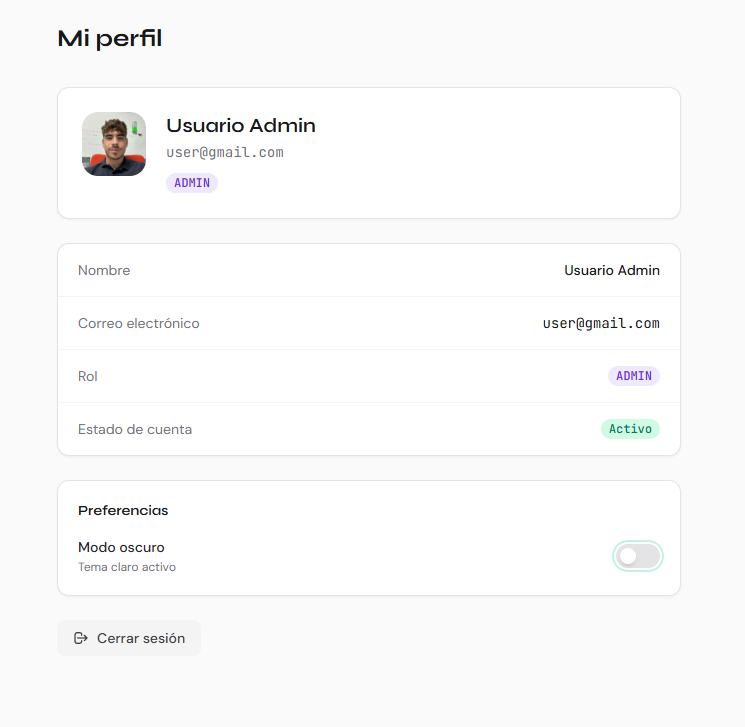 Mi perfil
Usuario Admin
user@gmail.com
ADMIN
Nombre
Usuario Admin
Correo electrónico
user@gmail.com
Rol
ADMIN
Estado de cuenta
Activo
Preferencias
Modo oscuro
Tema claro activo
Cerrar sesión